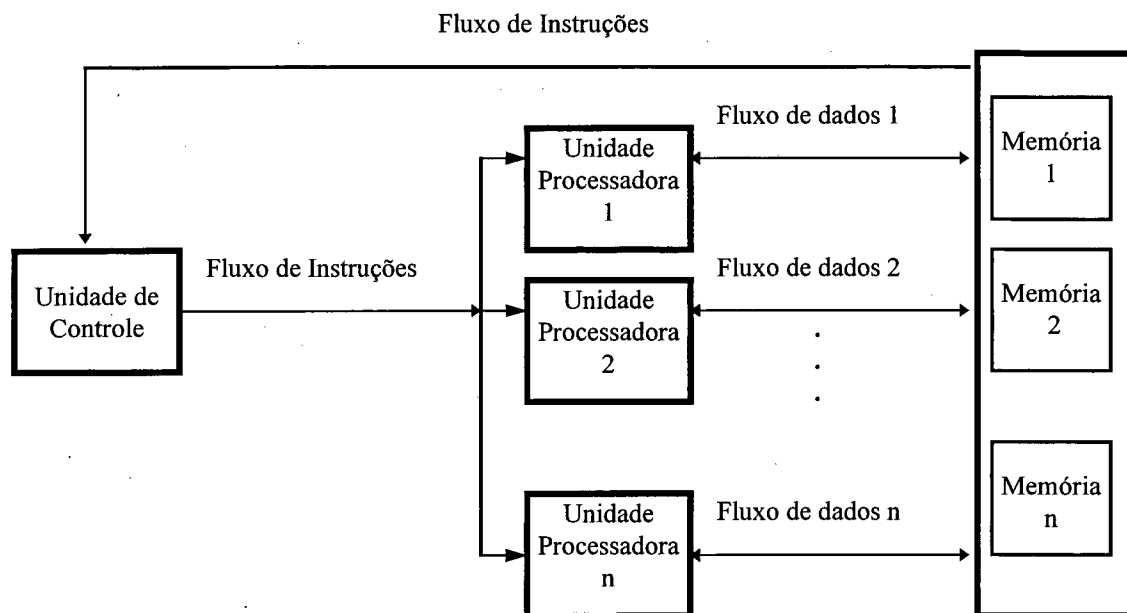 Fluxo de Instruções
Fluxo de dados 1
Unidade
Processadora
1
Memória
1
Fluxo de Instruções
Unidade de
Controle
Fluxo de dados 2
Unidade
Processadora
2
Memória
2
Fluxo de dados n
Unidade
Processadora
n
Memória
n